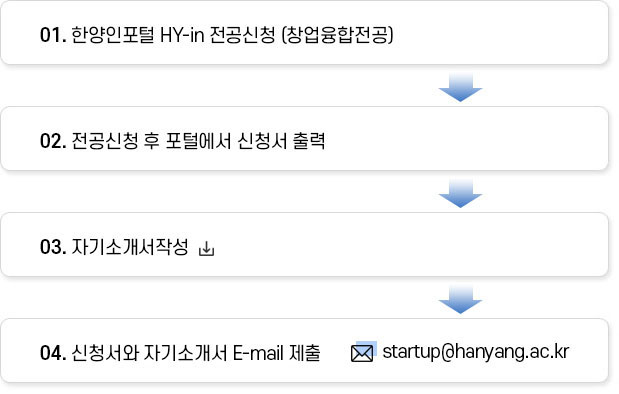 01. 한양인포털 HY-in 전공신청 (창업융합전공)
02. 전공신청 후 포털에서 신청서 출력
03. 자기소개서작성
04. 신청서와 자기소개서 E-mail 제출 startup@hanyang.ac.kr